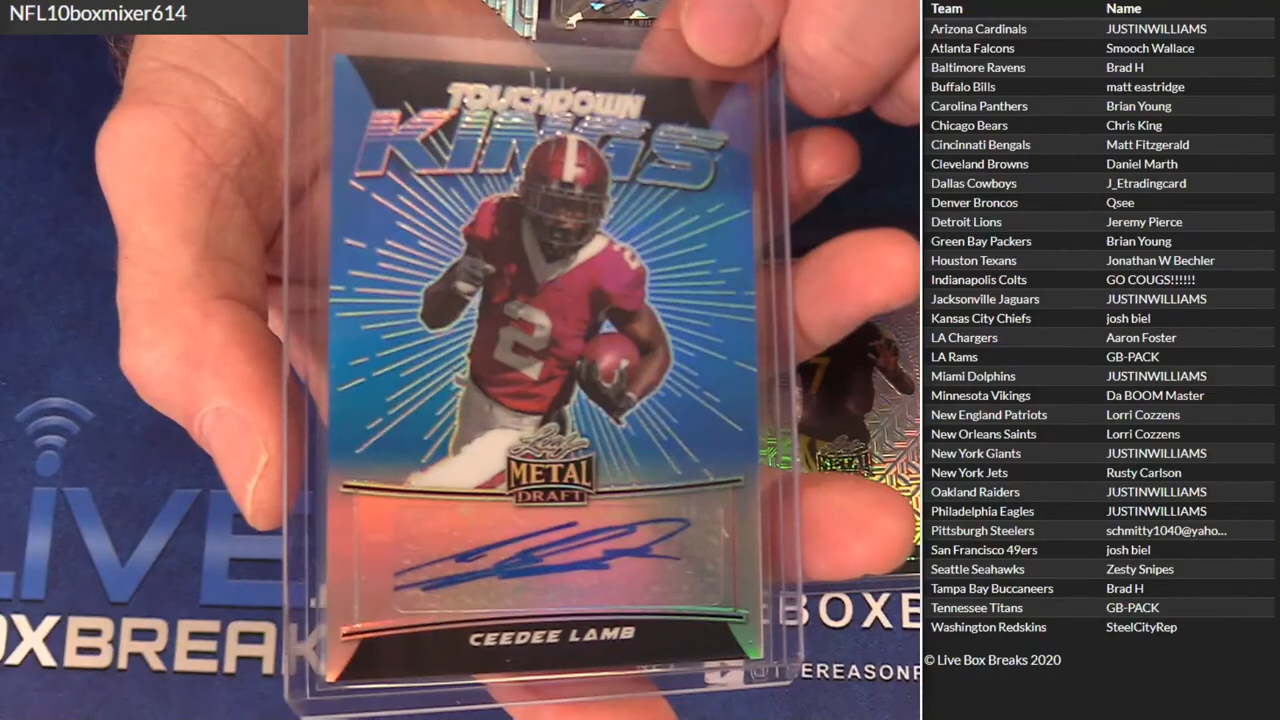 NFL10boxmixer614
TOUCHDOWN
KINGS
2
2
Leaf
METAL
DRAFT
CEEDEE LAMB
LIVE
OXBREAK
EBOXB
EREASON
Team Name
Arizona Cardinals JUSTINWILLIAMS
Atlanta Falcons Smooch Wallace
Baltimore Ravens Brad H
Buffalo Bills matt eastridge
Carolina Panthers Brian Young
Chicago Bears Chris King
Cincinnati Bengals Matt Fitzgerald
Cleveland Browns Daniel Marth
Dallas Cowboys J_Etradingcard
Denver Broncos Qsee
Detroit Lions Jeremy Pierce
Green Bay Packers Brian Young
Houston Texans Jonathan W Bechler
Indianapolis Colts GO COUGS!!!!!!
Jacksonville Jaguars JUSTINWILLIAMS
Kansas City Chiefs josh biel
LA Chargers Aaron Foster
LA Rams GB-PACK
Miami Dolphins JUSTINWILLIAMS
Minnesota Vikings Da BOOM Master
New England Patriots Lorri Cozzens
New Orleans Saints Lorri Cozzens
New York Giants JUSTINWILLIAMS
New York Jets Rusty Carlson
Oakland Raiders JUSTINWILLIAMS
Philadelphia Eagles JUSTINWILLIAMS
Pittsburgh Steelers schmitty1040@yaho...
San Francisco 49ers josh biel
Seattle Seahawks Zesty Snipes
Tampa Bay Buccaneers Brad H
Tennessee Titans GB-PACK
Washington Redskins SteelCityRep
© Live Box Breaks 2020